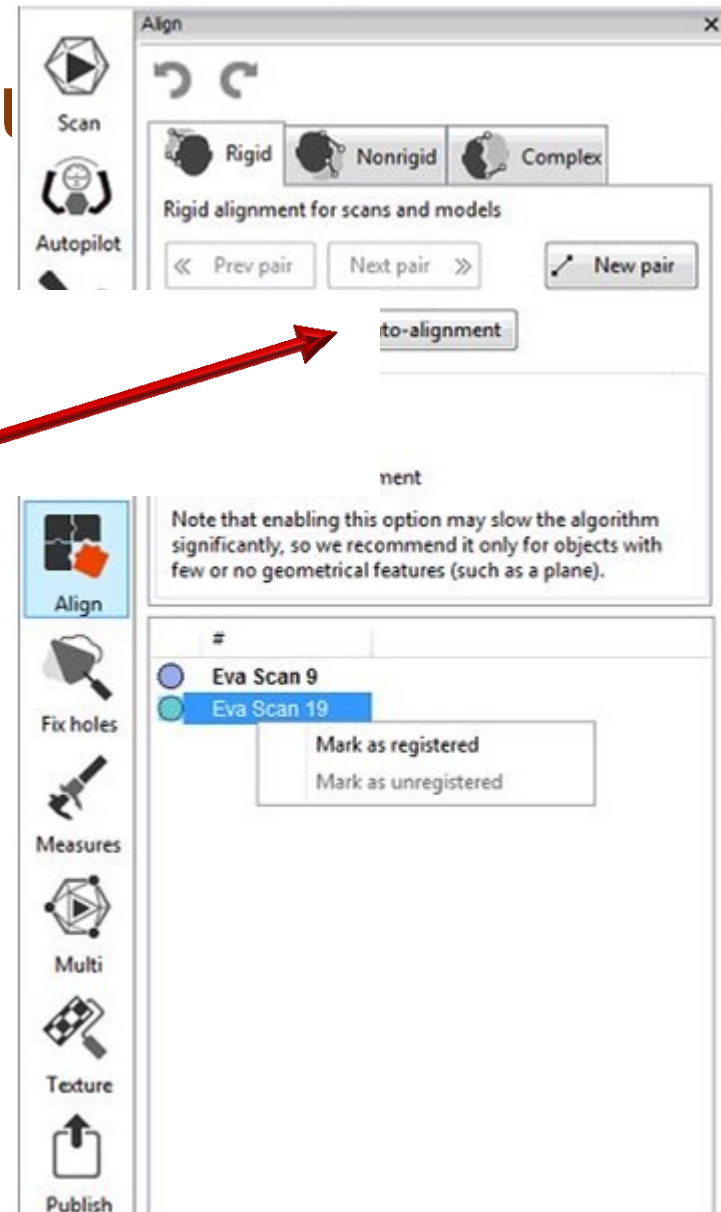 Align
Scan
Rigid
Nonrigid
Complex
Rigid alignment for scans and models
Autopilot
« Prev pair
Next pair »
New pair
to-alignment
ment
Note that enabling this option may slow the algorithm
significantly, so we recommend it only for objects with
few or no geometrical features (such as a plane).
Align
#
Eva Scan 9
Eva Scan 19
Mark as registered
Mark as unregistered
Fix holes
Measures
Multi
Texture
Publish